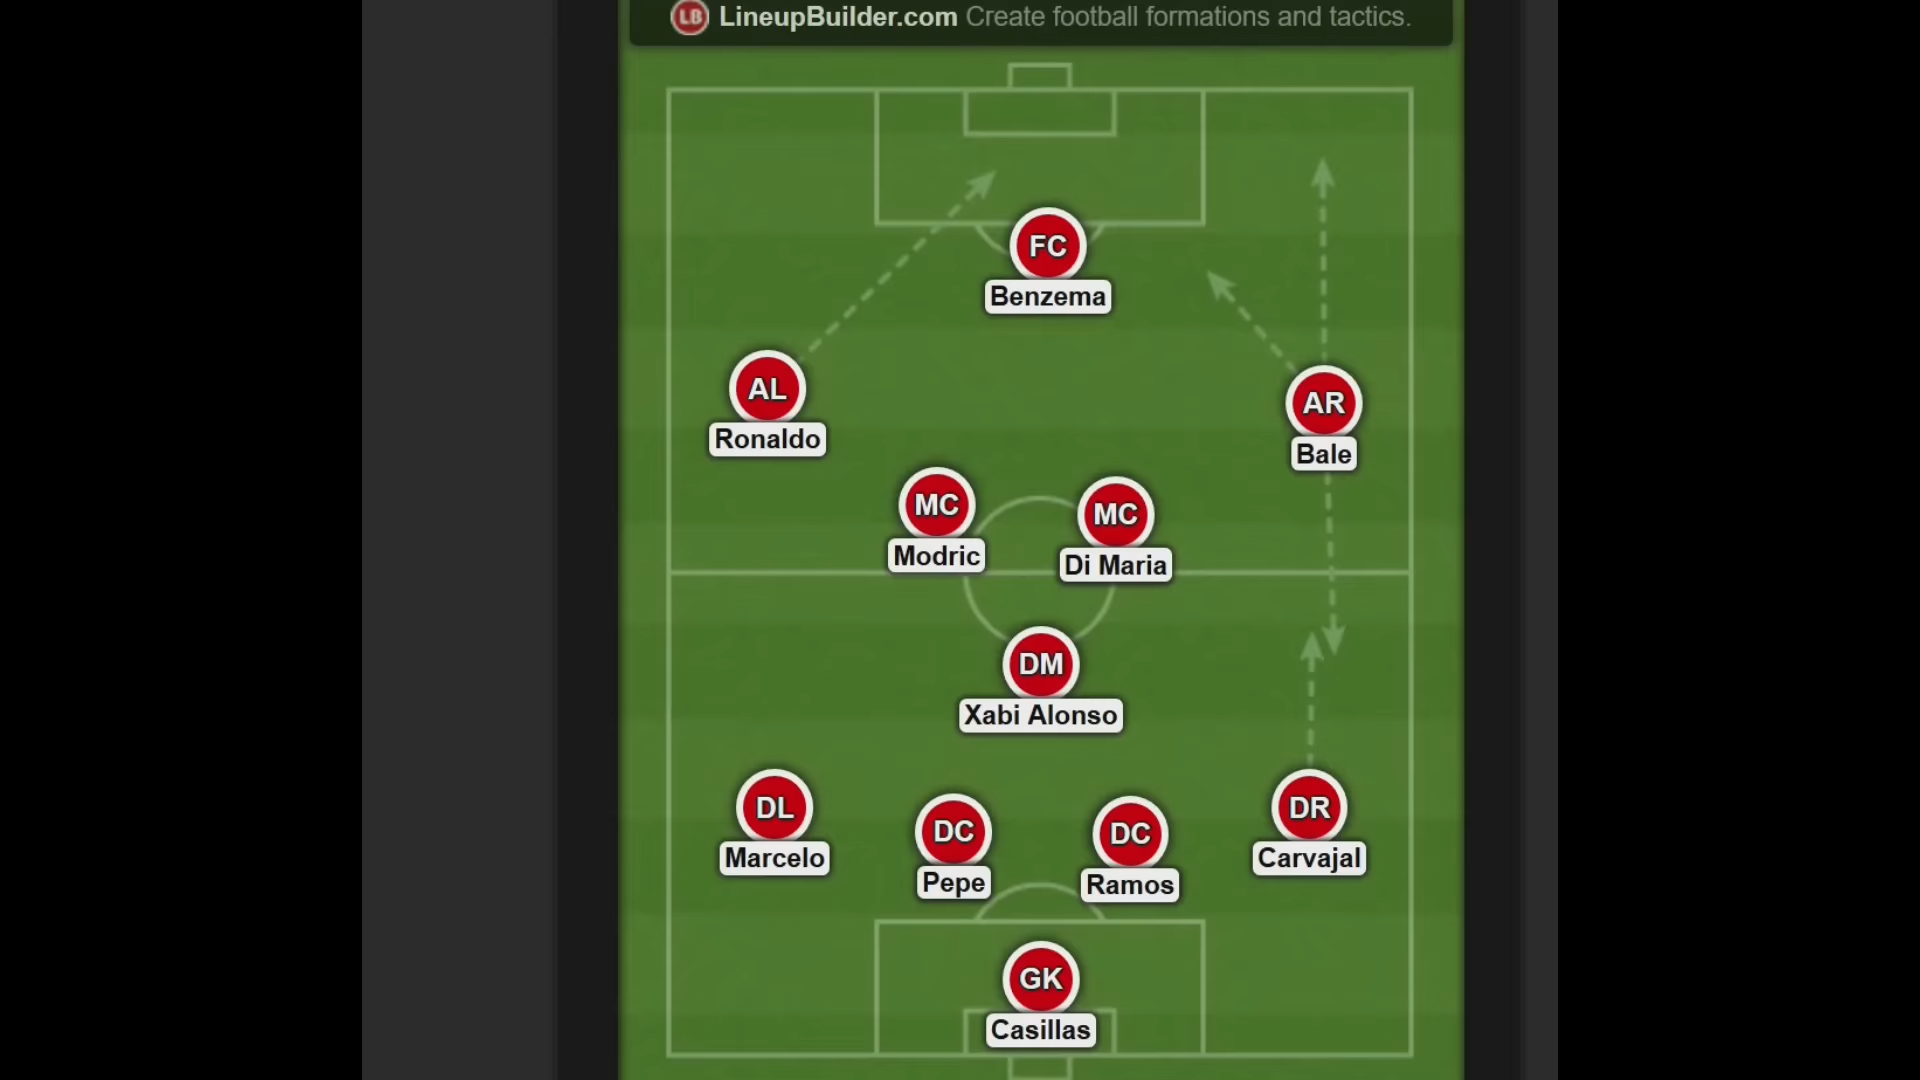 LB LineupBuilder.com Create football formations and tactics.
FC
Benzema
AL
Ronaldo
AR
Bale
MC
Modric
MC
Di Maria
DM
Xabi Alonso
DL
Marcelo
DC
Pepe
DC
Ramos
DR
Carvajal
GK
Casillas